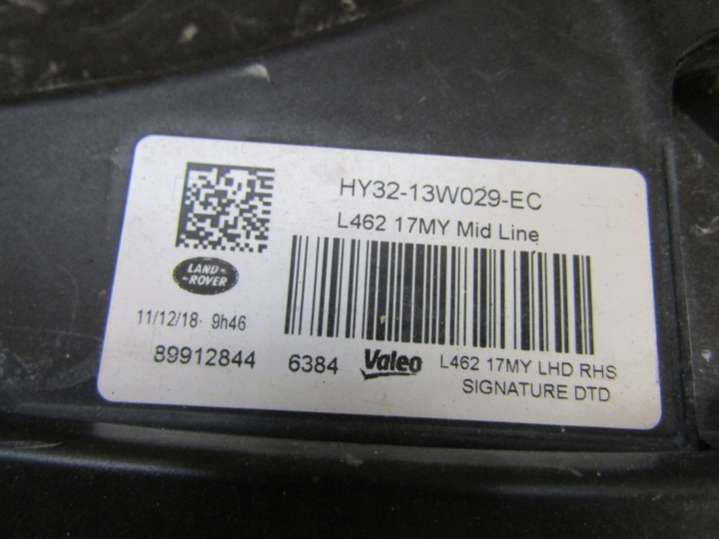 HY32-13W029-EC
L462 17MY Mid Line
LAND-
-ROVER
11/12/18- 9h46
89912844 6384 Valeo L462 17MY LHD RHS
SIGNATURE DTD